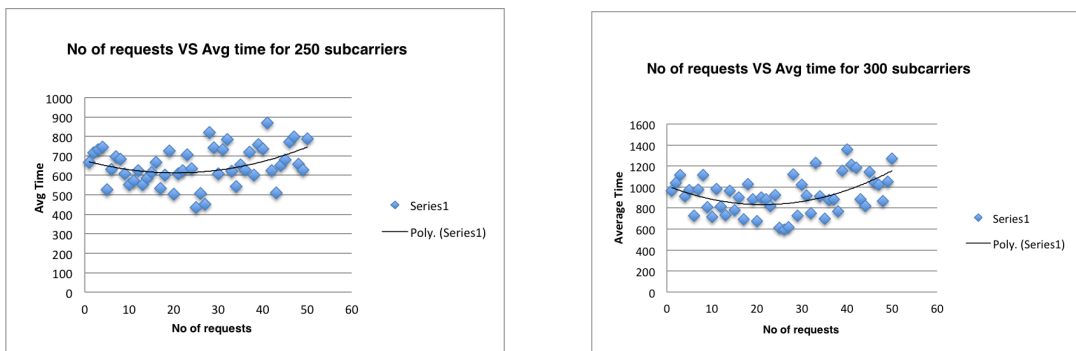 No of requests VS Avg time for 250 subcarriers
1000
900
800
700
600
500
400
300
200
100
0
Avg Time
0 10 20 30 40 50 60
No of requests
Series1
Poly. (Series1)
No of requests VS Avg time for 300 subcarriers
1600
1400
1200
1000
800
600
400
200
0
Average Time
0 10 20 30 40 50 60
No of requests
Series1
Poly. (Series1)